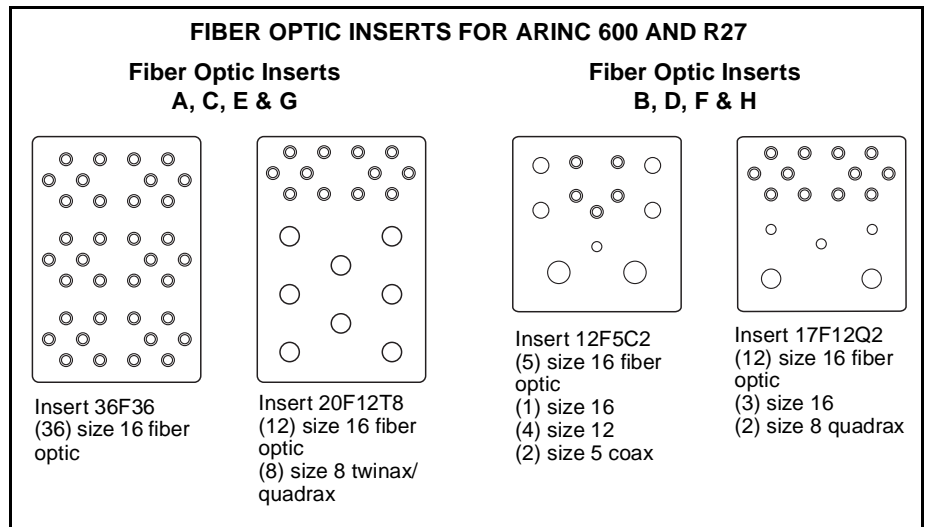 FIBER OPTIC INSERTS FOR ARINC 600 AND R27
Fiber Optic Inserts
A, C, E & G
Fiber Optic Inserts
B, D, F & H
Insert 36F36
(36) size 16 fiber
optic
Insert 20F12T8
(12) size 16 fiber
optic
(8) size 8 twinax/
quadrax
Insert 12F5C2
(5) size 16 fiber
optic
(1) size 16
(4) size 12
(2) size 5 coax
Insert 17F12Q2
(12) size 16 fiber
optic
(3) size 16
(2) size 8 quadrax